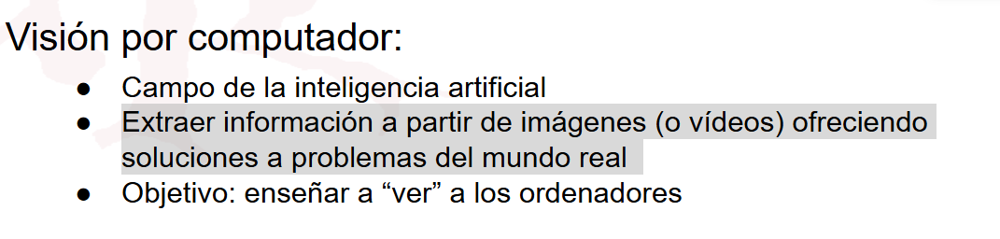 Visión por computador:
● Campo de la inteligencia artificial
● Extraer información a partir de imágenes (o vídeos) ofreciendo
soluciones a problemas del mundo real
● Objetivo: enseñar a “ver” a los ordenadores